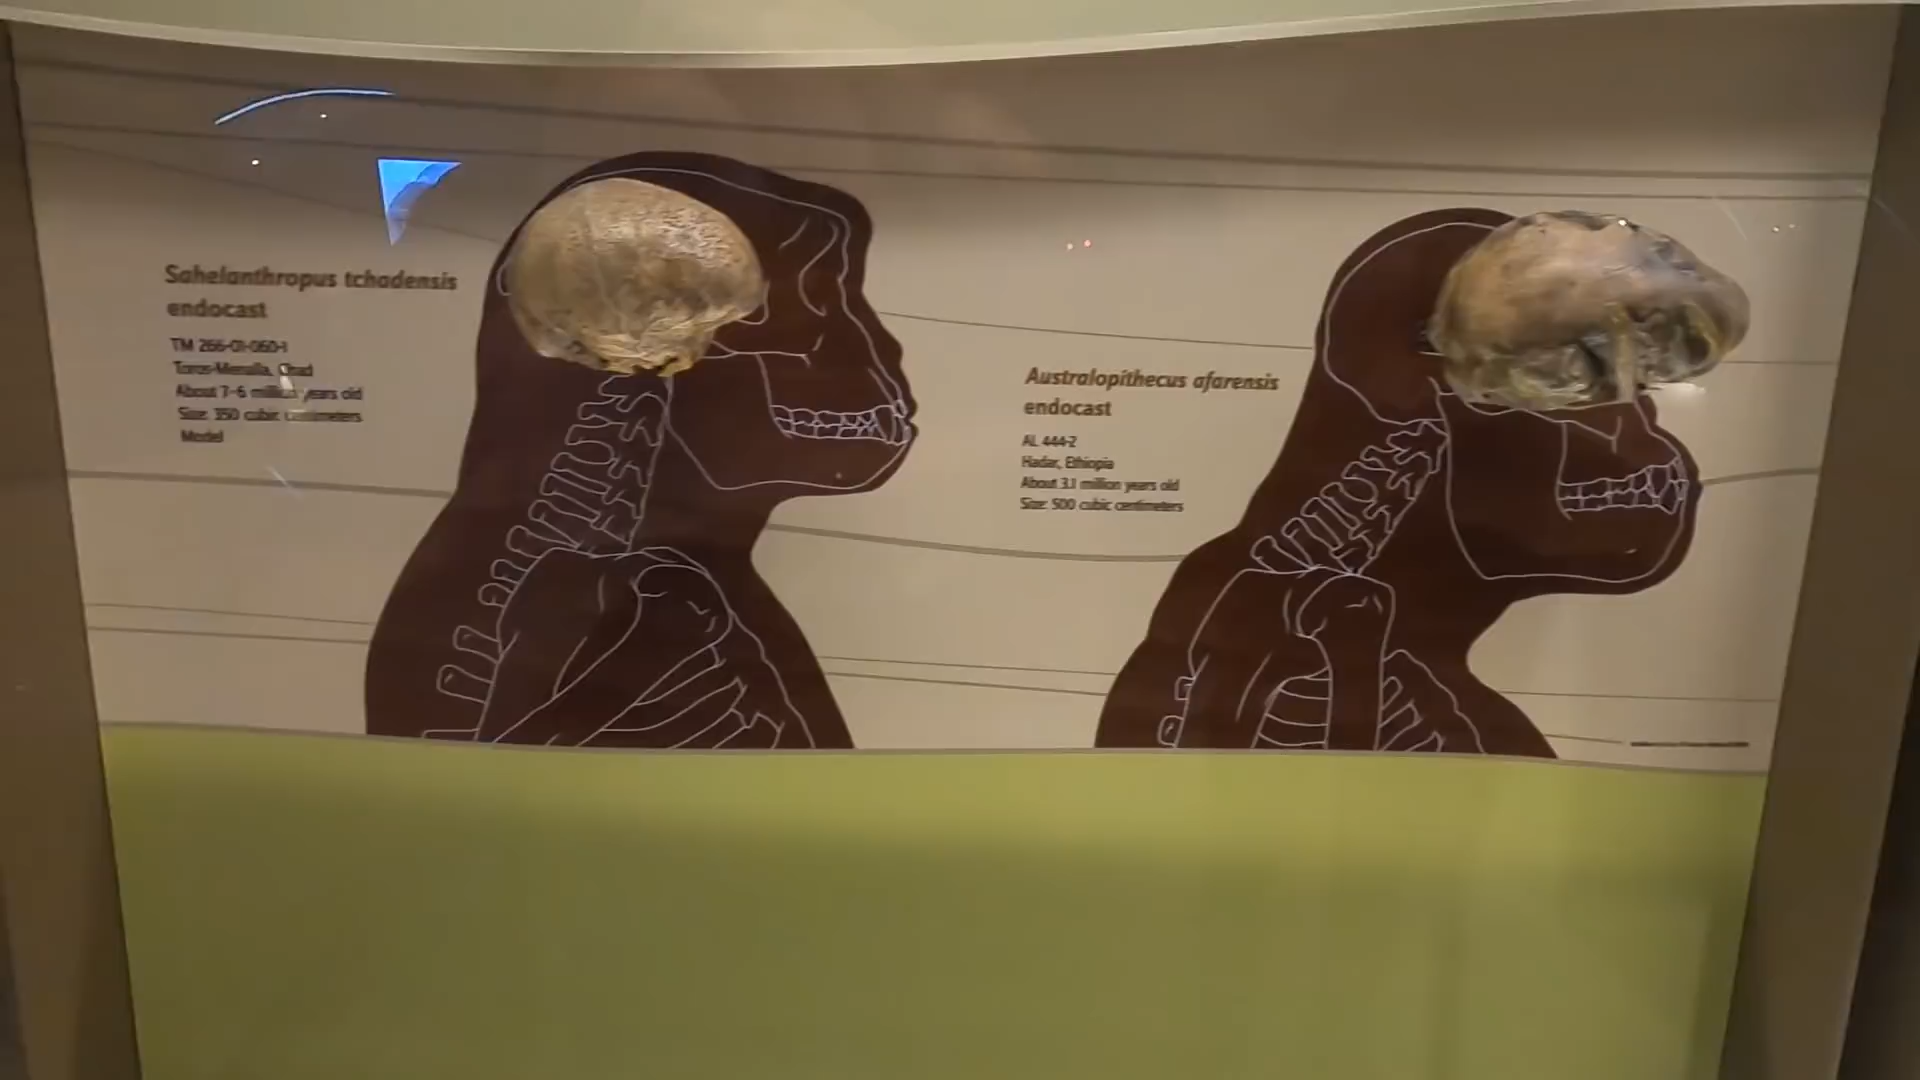 Sahelanthropus tchadensis
endocast
TM 266-01-060-1
Toros-Menalla, Chad
About 7-6 million years old
Size: 350 cubic centimeters
Model
Australopithecus afarensis
endocast
AL 444-2
Hadar, Ethiopia
About 3.1 million years old
Size: 500 cubic centimeters